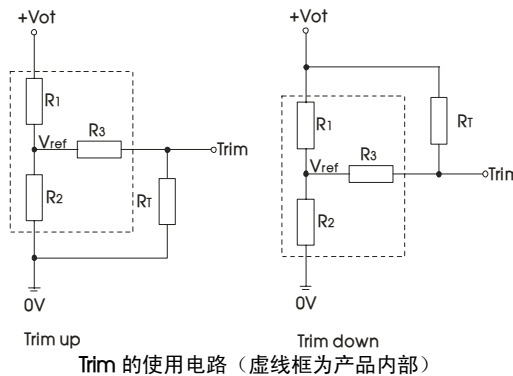 +Vot
R1
Vref
R3
Trim
R2
RT
0V
Trim up
+Vot
R1
RT
Vref
R3
Trim
R2
0V
Trim down
Trim 的使用电路（虚线框为产品内部）